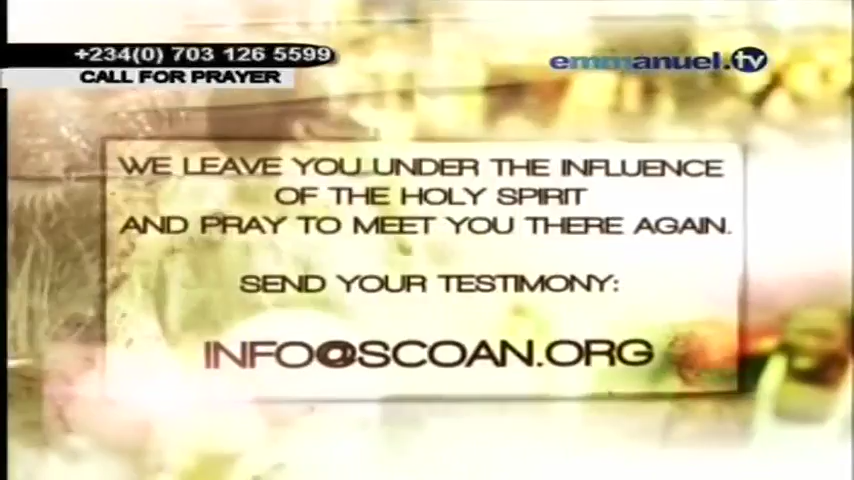 +234(0) 703 126 5599
CALL FOR PRAYER
emmanuel.tv
WE LEAVE YOU UNDER THE INFLUENCE
OF THE HOLY SPIRIT
AND PRAY TO MEET YOU THERE AGAIN.
SEND YOUR TESTIMONY:
INFO@SCOAN.ORG